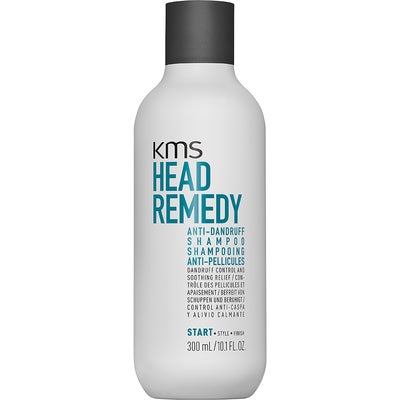 KMS
HEAD
REMEDY
ANTI-DANDRUFF
SHAMPOO
SHAMPOOING
ANTI-PELLICULES
DANDRUFF CONTROL AND
SOOTHING RELIEF / CON-
TRÔLE DES PELLICULES ET
APAISEMENT / BEFREIT VON
SCHUPPEN UND BERUHIGT /
CONTROL ANTI-CASPA
Y ALIVIO CALMANTE
START • STYLE • FINISH
300 mL / 10.1 FL.OZ.